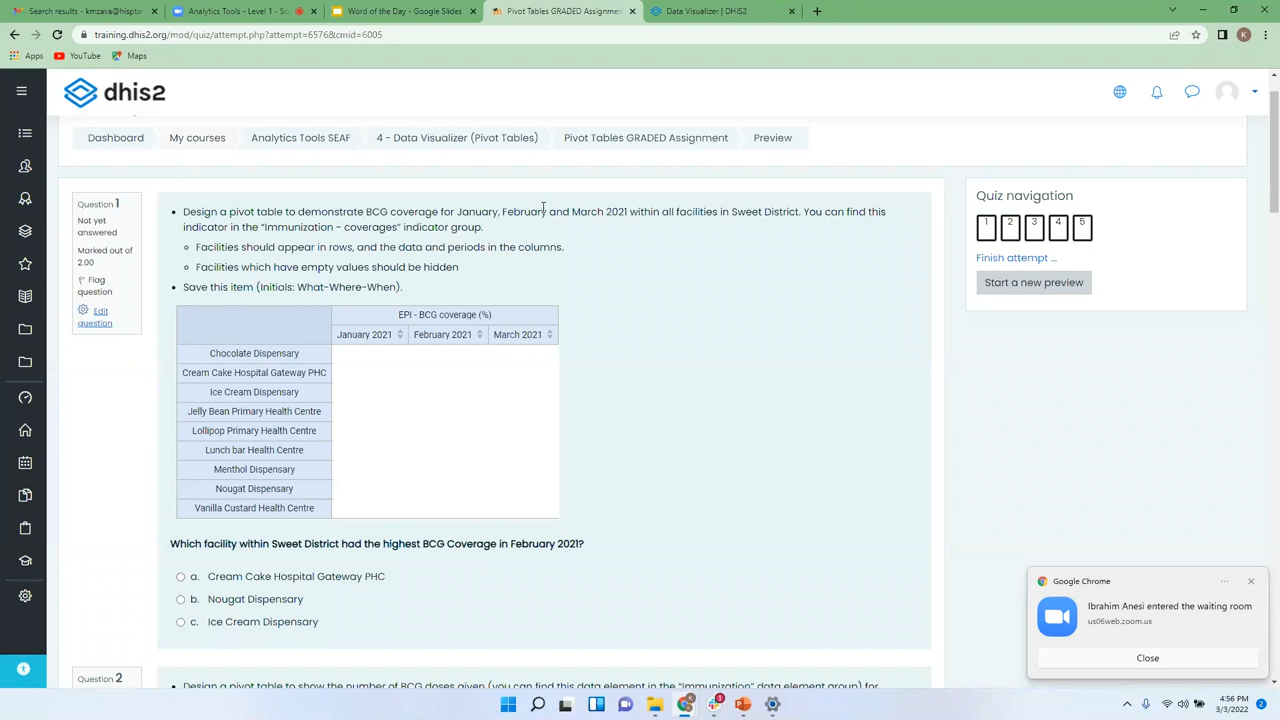 Search results - kmaza@hisptan
Analytics Tools - Level 1 - So
Word of the Day - Google Slides
Pivot Tables GRADED Assignmen
Data Visualizer | DHIS2
training.dhis2.org/mod/quiz/attempt.php?attempt=6576&cmid=6005
K
Apps
YouTube
Maps
dhis2
Dashboard
My courses
Analytics Tools SEAF
4 - Data Visualizer (Pivot Tables)
Pivot Tables GRADED Assignment
Preview
Question 1
Not yet
answered
Marked out of
2.00
Flag
question
Edit
question
Design a pivot table to demonstrate BCG coverage for January, February and March 2021 within all facilities in Sweet District. You can find this
indicator in the "Immunization - coverages" indicator group.
Facilities should appear in rows, and the data and periods in the columns.
Facilities which have empty values should be hidden
Save this item (Initials: What-Where-When).
EPI - BCG coverage (%)
January 2021
February 2021
March 2021
Chocolate Dispensary
Cream Cake Hospital Gateway PHC
Ice Cream Dispensary
Jelly Bean Primary Health Centre
Lollipop Primary Health Centre
Lunch bar Health Centre
Menthol Dispensary
Nougat Dispensary
Vanilla Custard Health Centre
Which facility within Sweet District had the highest BCG Coverage in February 2021?
a. Cream Cake Hospital Gateway PHC
b. Nougat Dispensary
c. Ice Cream Dispensary
Question 2
Design a pivot table to show the number of BCG doses given (you can find this data element in the "Immunization" data element group) for
Quiz navigation
1
2
3
4
5
Finish attempt ...
Start a new preview
Google Chrome
Ibrahim Anesi entered the waiting room
us06web.zoom.us
Close
4:56 PM
3/3/2022